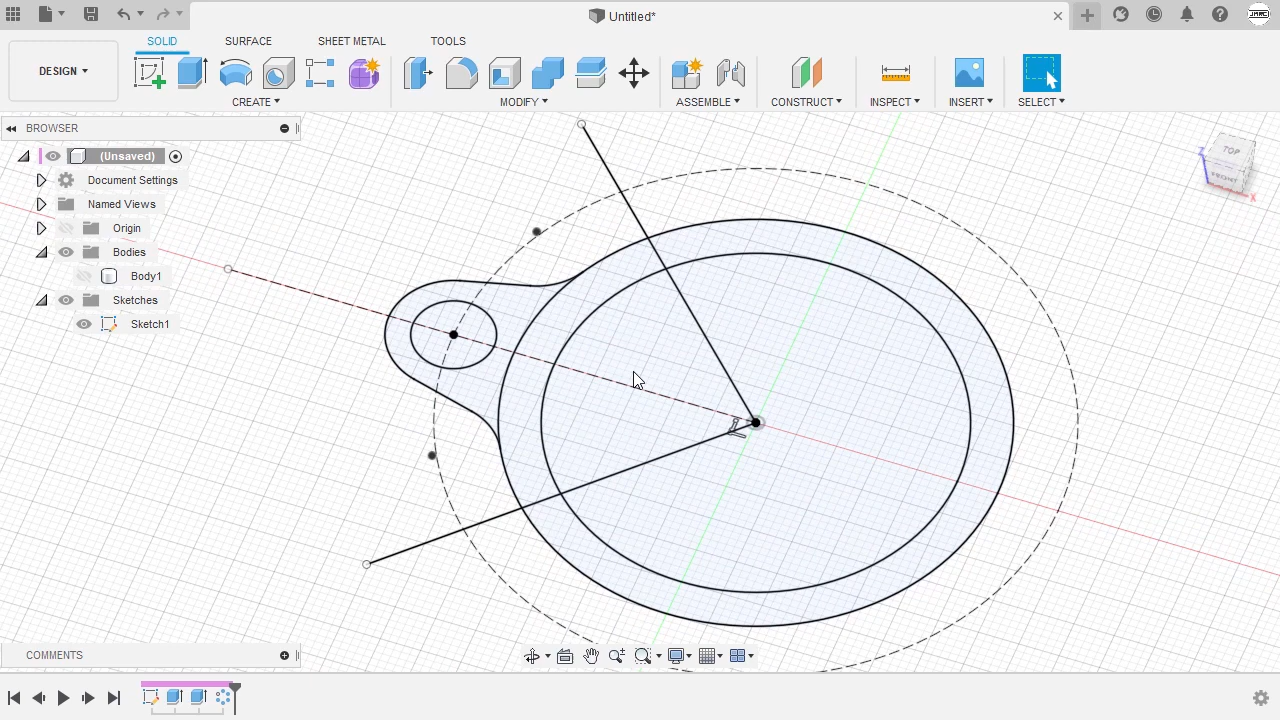 Untitled*
JMRC
DESIGN
SOLID SURFACE SHEET METAL TOOLS
CREATE MODIFY ASSEMBLE CONSTRUCT INSPECT INSERT SELECT
BROWSER
(Unsaved)
Document Settings
Named Views
Origin
Bodies
Body1
Sketches
Sketch1
TOP
FRONT
Z
X
COMMENTS